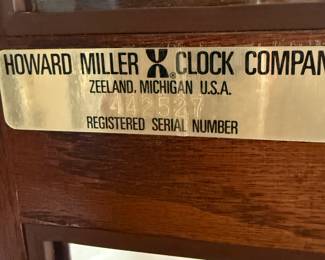 HOWARD MILLER ® CLOCK COMPAN
ZEELAND, MICHIGAN U.S.A.
442527
REGISTERED SERIAL NUMBER